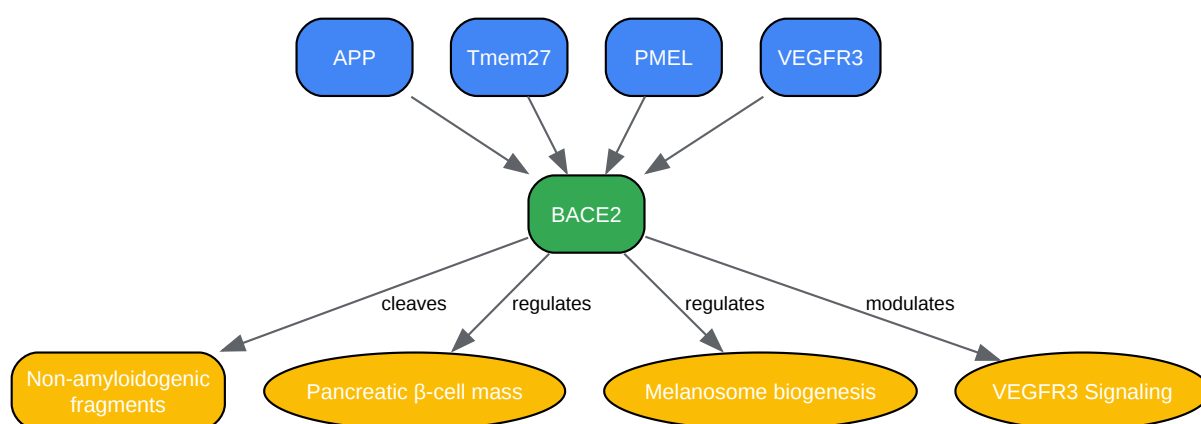 APP
Tmem27
PMEL
VEGFR3
BACE2
cleaves
regulates
regulates
modulates
Non-amyloidogenic
fragments
Pancreatic β-cell mass
Melanosome biogenesis
VEGFR3 Signaling